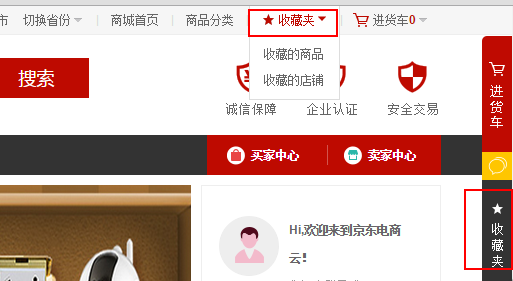 市 切换省份 商城首页 商品分类 收藏夹 进货车0
收藏的商品
收藏的店铺
搜索
诚信保障 企业认证 安全交易
进货车
买家中心 卖家中心
收藏夹
Hi,欢迎来到京东电商
云!